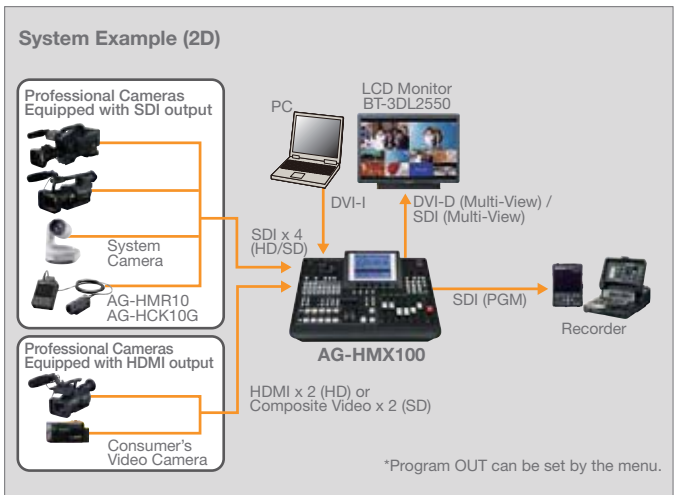 System Example (2D)
Professional Cameras
Equipped with SDI output
System
Camera
AG-HMR10
AG-HCK10G
Professional Cameras
Equipped with HDMI output
Consumer's
Video Camera
PC
LCD Monitor
BT-3DL2550
DVI-I
DVI-D (Multi-View) /
SDI (Multi-View)
SDI x 4
(HD/SD)
SDI (PGM)
Recorder
AG-HMX100
HDMI x 2 (HD) or
Composite Video x 2 (SD)
*Program OUT can be set by the menu.